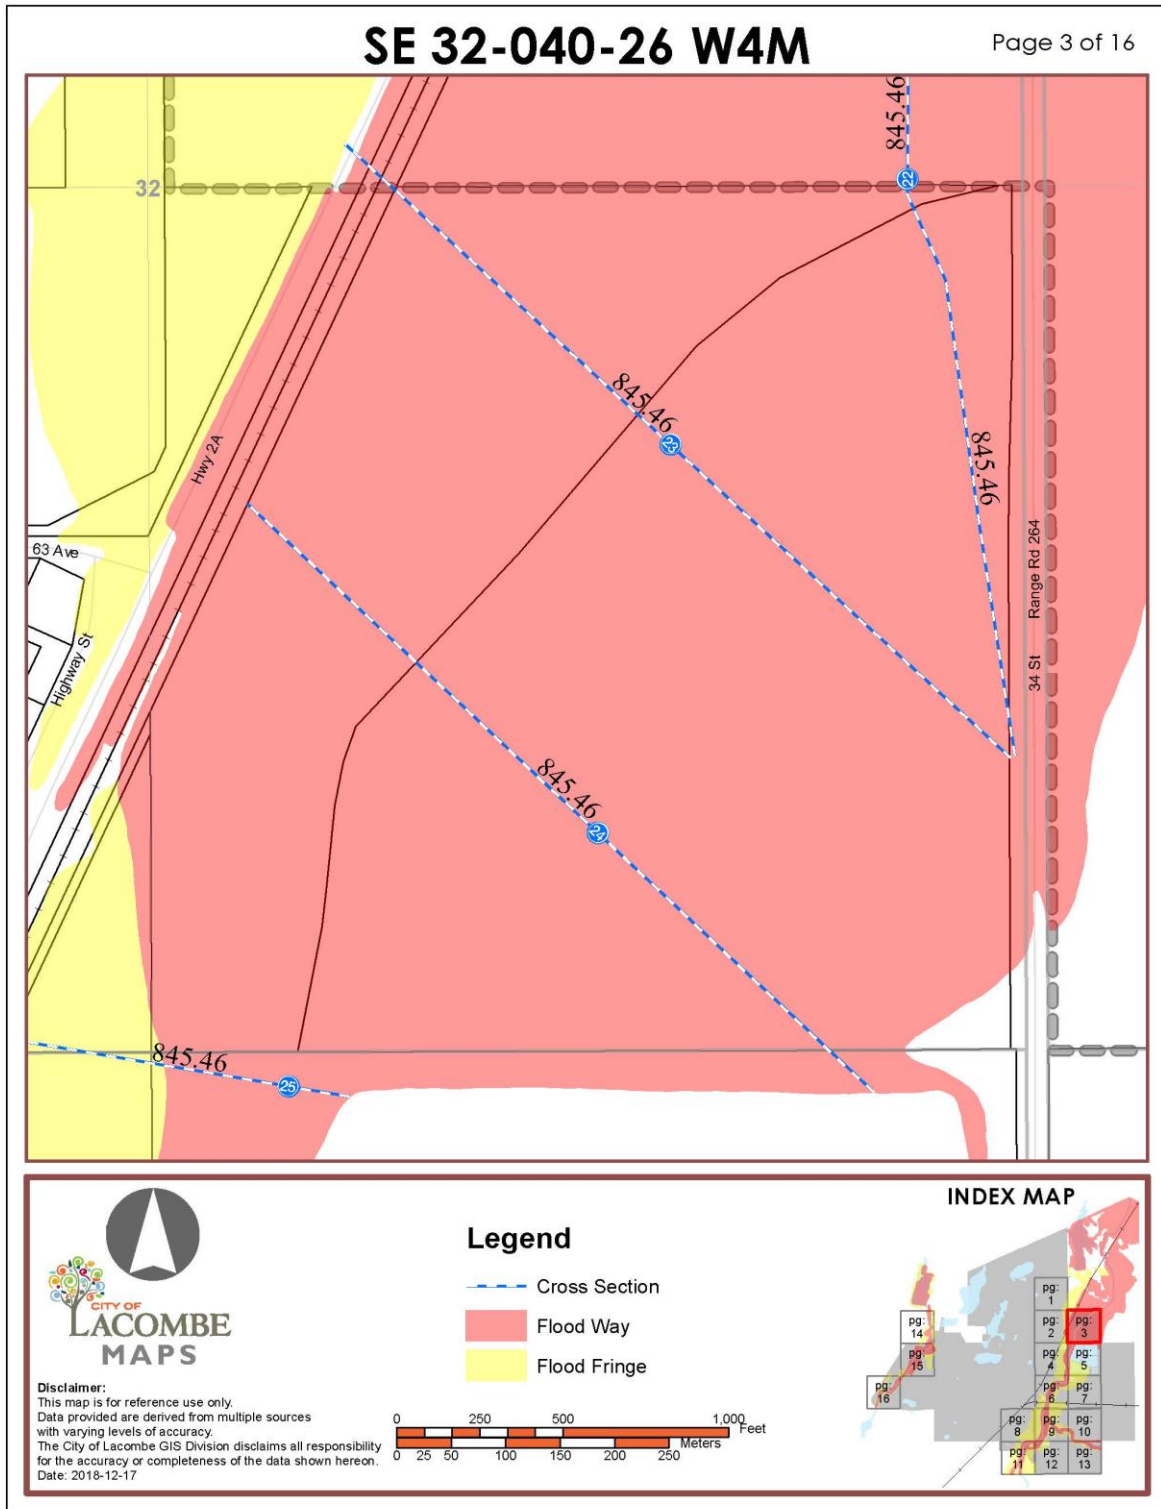 SE 32-040-26 W4M
Page 3 of 16
845.46
22
32
845.46
23
Hwy 2A
845.46
63 Ave
Range Rd 264
34 St
Highway St
845.46
24
845.46
25
INDEX MAP
CITY OF
LACOMBE
MAPS
Legend
Cross Section
Flood Way
Flood Fringe
pg: 1
pg: 2
pg: 3
pg: 4
pg: 5
pg: 6
pg: 7
pg: 8
pg: 9
pg: 10
pg: 11
pg: 12
pg: 13
pg: 14
pg: 15
pg: 16
Disclaimer:
This map is for reference use only.
Data provided are derived from multiple sources
with varying levels of accuracy.
The City of Lacombe GIS Division disclaims all responsibility
for the accuracy or completeness of the data shown hereon.
Date: 2018-12-17
0 250 500 1,000 Feet
0 25 50 100 150 200 250 Meters